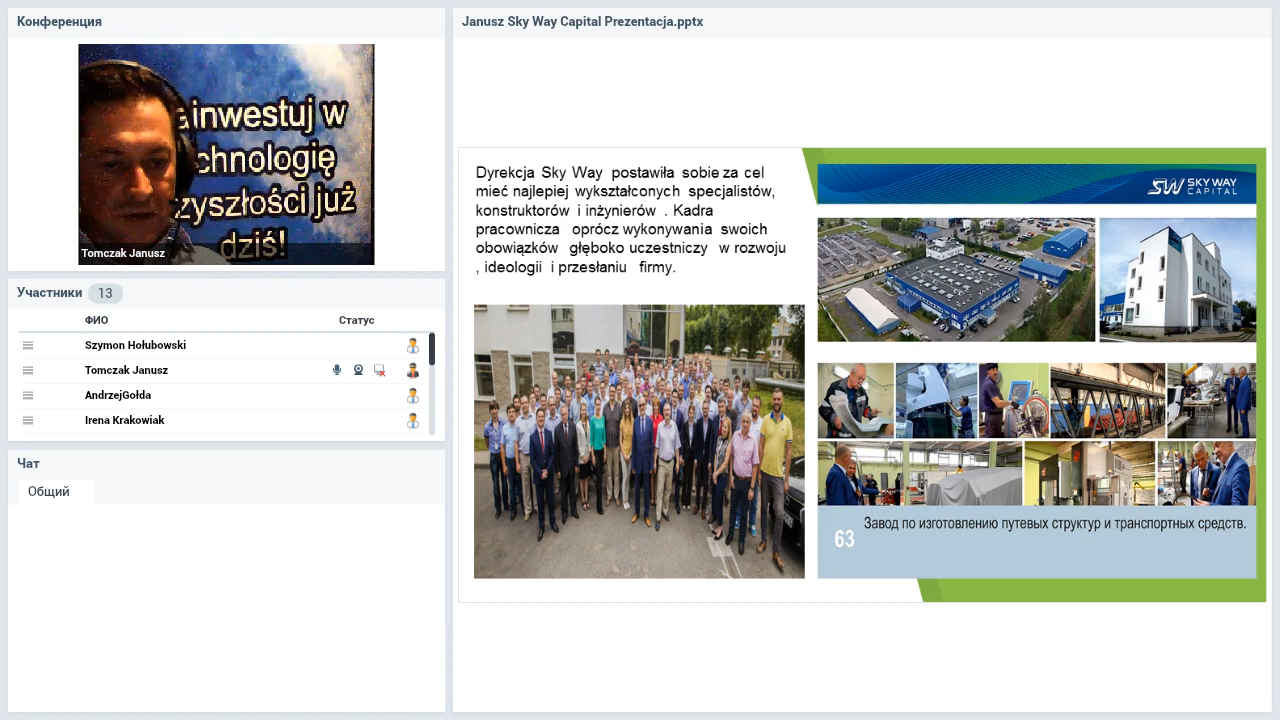 Конференция
inwestuj w
chnologię
zyszłości już
dziś!
Tomczak Janusz
Участники 13
ФИО Статус
Szymon Hołubowski
Tomczak Janusz
AndrzejGołda
Irena Krakowiak
Чат
Общий
Janusz Sky Way Capital Prezentacja.pptx
Dyrekcja Sky Way postawiła sobie za cel
mieć najlepiej wykształconych specjalistów,
konstruktorów i inżynierów . Kadra
pracownicza oprócz wykonywania swoich
obowiązków głęboko uczestniczy w rozwoju
, ideologii i przesłaniu firmy.
SW SKY WAY
CAPITAL
Завод по изготовлению путевых структур и транспортных средств.
63